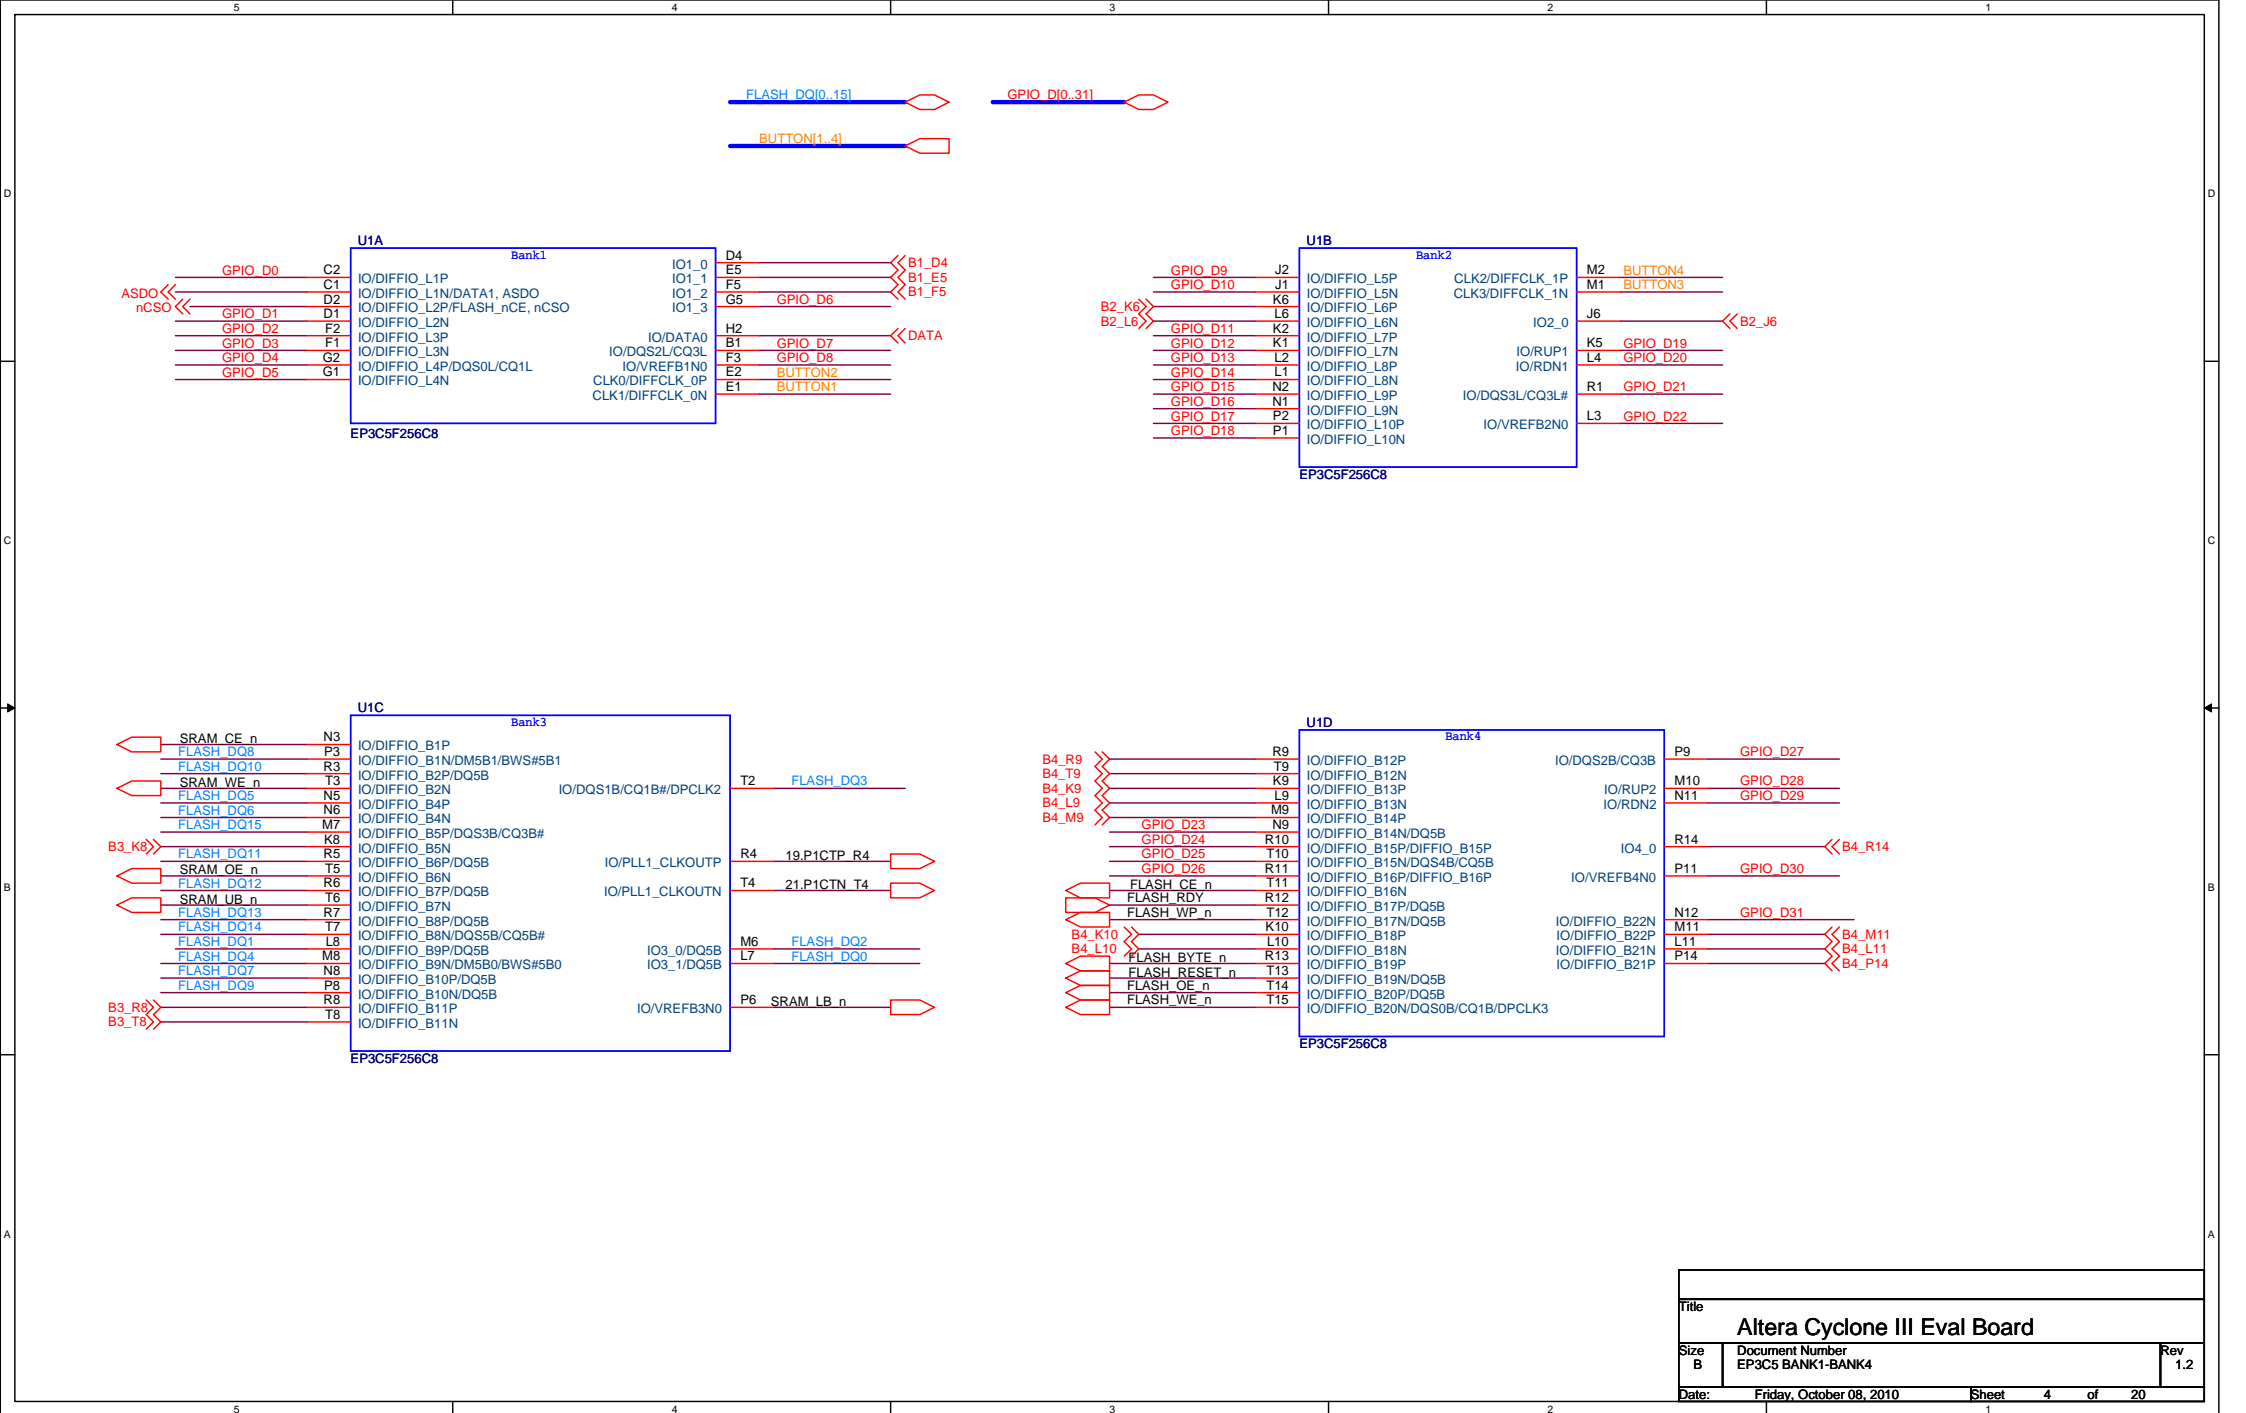 5 4 3 2 1
FLASH_DQ[0..15] GPIO_D[0..31]
BUTTON[1..4]
D D
U1A
Bank1
GPIO_D0 C2 IO/DIFFIO_L1P
ASDO C1 IO/DIFFIO_L1N/DATA1, ASDO
nCSO D2 IO/DIFFIO_L2P/FLASH_nCE, nCSO
GPIO_D1 D1 IO/DIFFIO_L2N
GPIO_D2 F2 IO/DIFFIO_L3P
GPIO_D3 F1 IO/DIFFIO_L3N
GPIO_D4 G2 IO/DIFFIO_L4P/DQS0L/CQ1L
GPIO_D5 G1 IO/DIFFIO_L4N
IO1_0 D4 B1_D4
IO1_1 E5 B1_E5
IO1_2 F5 B1_F5
IO1_3 G5 GPIO_D6
IO/DATA0 H2 DATA
IO/DQS2L/CQ3L B1 GPIO_D7
IO/VREFB1N0 F3 GPIO_D8
CLK0/DIFFCLK_0P E2 BUTTON2
CLK1/DIFFCLK_0N E1 BUTTON1
EP3C5F256C8
U1B
Bank2
GPIO_D9 J2 IO/DIFFIO_L5P
GPIO_D10 J1 IO/DIFFIO_L5N
B2_K6 K6 IO/DIFFIO_L6P
B2_L6 L6 IO/DIFFIO_L6N
GPIO_D11 K2 IO/DIFFIO_L7P
GPIO_D12 K1 IO/DIFFIO_L7N
GPIO_D13 L2 IO/DIFFIO_L8P
GPIO_D14 L1 IO/DIFFIO_L8N
GPIO_D15 N2 IO/DIFFIO_L9P
GPIO_D16 N1 IO/DIFFIO_L9N
GPIO_D17 P2 IO/DIFFIO_L10P
GPIO_D18 P1 IO/DIFFIO_L10N
CLK2/DIFFCLK_1P M2 BUTTON4
CLK3/DIFFCLK_1N M1 BUTTON3
IO2_0 J6 B2_J6
IO/RUP1 K5 GPIO_D19
IO/RDN1 L4 GPIO_D20
IO/DQS3L/CQ3L# R1 GPIO_D21
IO/VREFB2N0 L3 GPIO_D22
EP3C5F256C8
C C
U1C
Bank3
SRAM_CE_n N3 IO/DIFFIO_B1P
FLASH_DQ8 P3 IO/DIFFIO_B1N/DM5B1/BWS#5B1
FLASH_DQ10 R3 IO/DIFFIO_B2P/DQ5B
SRAM_WE_n T3 IO/DIFFIO_B2N
FLASH_DQ5 N5 IO/DIFFIO_B4P
FLASH_DQ6 N6 IO/DIFFIO_B4N
FLASH_DQ15 M7 IO/DIFFIO_B5P/DQS3B/CQ3B#
B3_K8 K8 IO/DIFFIO_B5N
FLASH_DQ11 R5 IO/DIFFIO_B6P/DQ5B
SRAM_OE_n T5 IO/DIFFIO_B6N
FLASH_DQ12 R6 IO/DIFFIO_B7P/DQ5B
SRAM_UB_n T6 IO/DIFFIO_B7N
FLASH_DQ13 R7 IO/DIFFIO_B8P/DQ5B
FLASH_DQ14 T7 IO/DIFFIO_B8N/DQS5B/CQ5B#
FLASH_DQ1 L8 IO/DIFFIO_B9P/DQ5B
FLASH_DQ4 M8 IO/DIFFIO_B9N/DM5B0/BWS#5B0
FLASH_DQ7 N8 IO/DIFFIO_B10P/DQ5B
FLASH_DQ9 P8 IO/DIFFIO_B10N/DQ5B
B3_R8 R8 IO/DIFFIO_B11P
B3_T8 T8 IO/DIFFIO_B11N
IO/DQS1B/CQ1B#/DPCLK2 T2 FLASH_DQ3
IO/PLL1_CLKOUTP R4 19.P1CTP_R4
IO/PLL1_CLKOUTN T4 21.P1CTN_T4
IO3_0/DQ5B M6 FLASH_DQ2
IO3_1/DQ5B L7 FLASH_DQ0
IO/VREFB3N0 P6 SRAM_LB_n
EP3C5F256C8
U1D
Bank4
B4_R9 R9 IO/DIFFIO_B12P
B4_T9 T9 IO/DIFFIO_B12N
B4_K9 K9 IO/DIFFIO_B13P
B4_L9 L9 IO/DIFFIO_B13N
B4_M9 M9 IO/DIFFIO_B14P
GPIO_D23 N9 IO/DIFFIO_B14N/DQ5B
GPIO_D24 R10 IO/DIFFIO_B15P/DIFFIO_B15P
GPIO_D25 T10 IO/DIFFIO_B15N/DQS4B/CQ5B
GPIO_D26 R11 IO/DIFFIO_B16P/DIFFIO_B16P
FLASH_CE_n T11 IO/DIFFIO_B16N
FLASH_RDY R12 IO/DIFFIO_B17P/DQ5B
FLASH_WP_n T12 IO/DIFFIO_B17N/DQ5B
B4_K10 K10 IO/DIFFIO_B18P
B4_L10 L10 IO/DIFFIO_B18N
FLASH_BYTE_n R13 IO/DIFFIO_B19P
FLASH_RESET_n T13 IO/DIFFIO_B19N/DQ5B
FLASH_OE_n T14 IO/DIFFIO_B20P/DQ5B
FLASH_WE_n T15 IO/DIFFIO_B20N/DQS0B/CQ1B/DPCLK3
IO/DQS2B/CQ3B P9 GPIO_D27
IO/RUP2 M10 GPIO_D28
IO/RDN2 N11 GPIO_D29
IO4_0 R14 B4_R14
IO/VREFB4N0 P11 GPIO_D30
IO/DIFFIO_B22N N12 GPIO_D31
IO/DIFFIO_B22P M11 B4_M11
IO/DIFFIO_B21N L11 B4_L11
IO/DIFFIO_B21P P14 B4_P14
EP3C5F256C8
B B
A A
Title
Altera Cyclone III Eval Board
Size Document Number Rev
B EP3C5 BANK1-BANK4 1.2
Date: Friday, October 08, 2010 Sheet 4 of 20
5 4 3 2 1